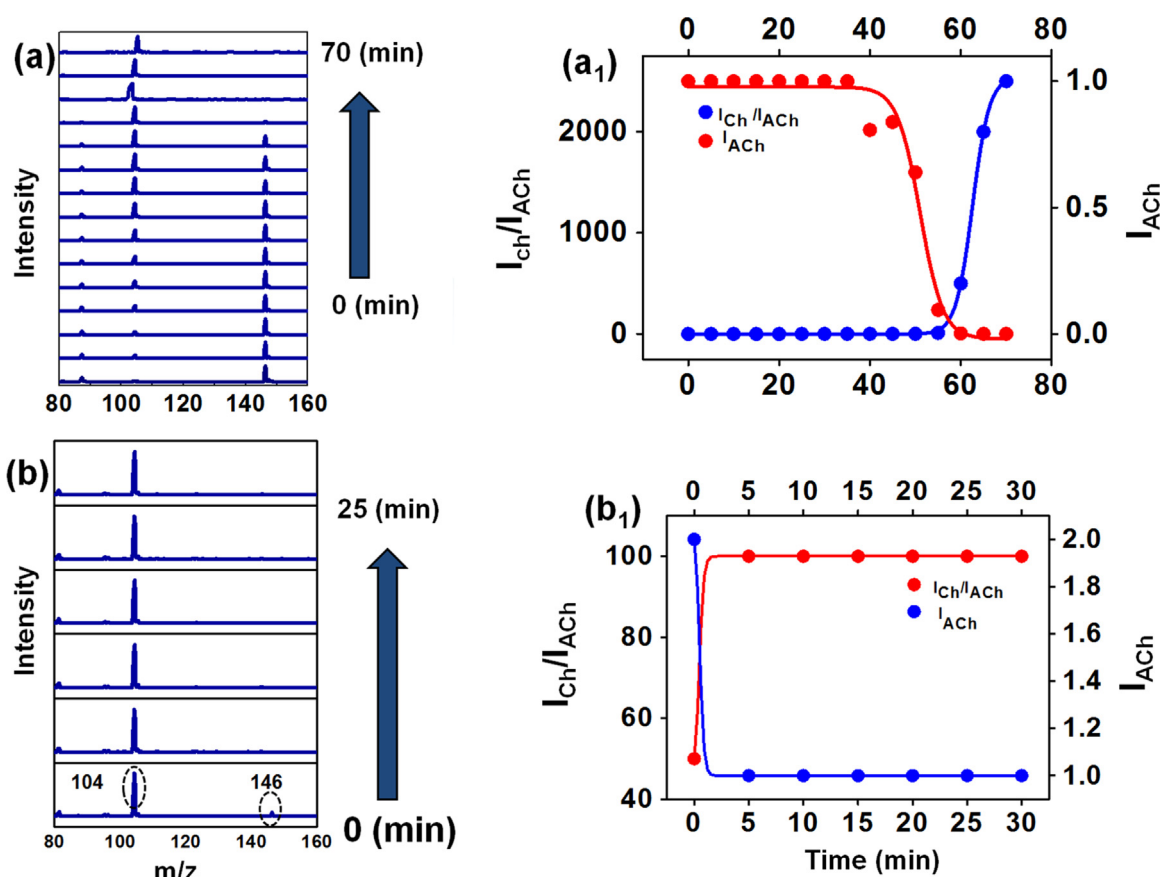 (a)
70 (min)
0 (min)
Intensity
80 100 120 140 160
(a1)
0 20 40 60 80
ICh /IACh
IACh
2000
1000
0
1.0
0.5
0.0
Ich/IACh
IACh
0 20 40 60 80
(b)
25 (min)
0 (min)
Intensity
104
146
80 100 120 140 160
m/z
(b1)
0 5 10 15 20 25 30
ICh/IACh
IACh
100
80
60
40
2.0
1.8
1.6
1.4
1.2
1.0
ICh/IACh
IACh
0 5 10 15 20 25 30
Time (min)